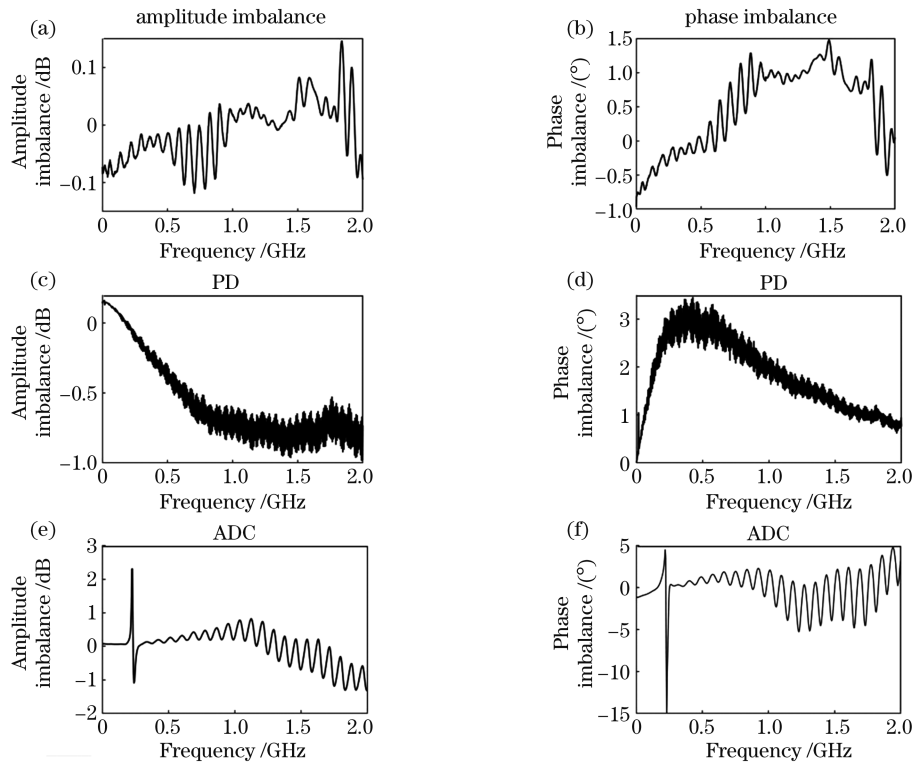 (a)
amplitude imbalance
Amplitude
imbalance /dB
0.1
0
−0.1
0 0.5 1.0 1.5 2.0
Frequency /GHz
(b)
phase imbalance
Phase
imbalance /(°)
1.5
1.0
0.5
0
−0.5
−1.0
0 0.5 1.0 1.5 2.0
Frequency /GHz
(c)
PD
Amplitude
imbalance /dB
0
−0.5
−1.0
0 0.5 1.0 1.5 2.0
Frequency /GHz
(d)
PD
Phase
imbalance /(°)
3
2
1
0
0 0.5 1.0 1.5 2.0
Frequency /GHz
(e)
ADC
Amplitude
imbalance /dB
3
2
1
0
−1
−2
0 0.5 1.0 1.5 2.0
Frequency /GHz
(f)
ADC
Phase
imbalance /(°)
5
0
−5
−10
−15
0 0.5 1.0 1.5 2.0
Frequency /GHz